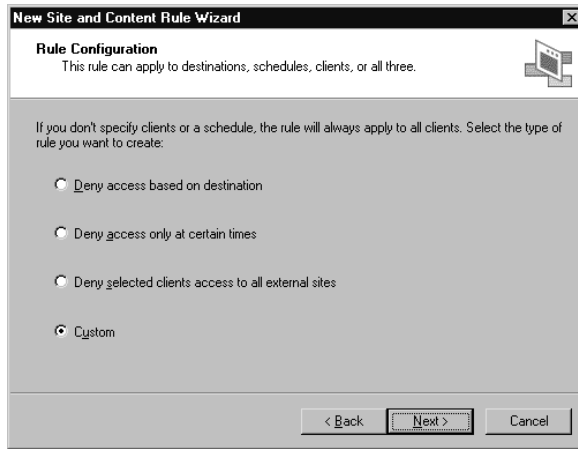 New Site and Content Rule Wizard
Rule Configuration
This rule can apply to destinations, schedules, clients, or all three.
If you don't specify clients or a schedule, the rule will always apply to all clients. Select the type of
rule you want to create:
Deny access based on destination
Deny access only at certain times
Deny selected clients access to all external sites
Custom
< Back Next > Cancel